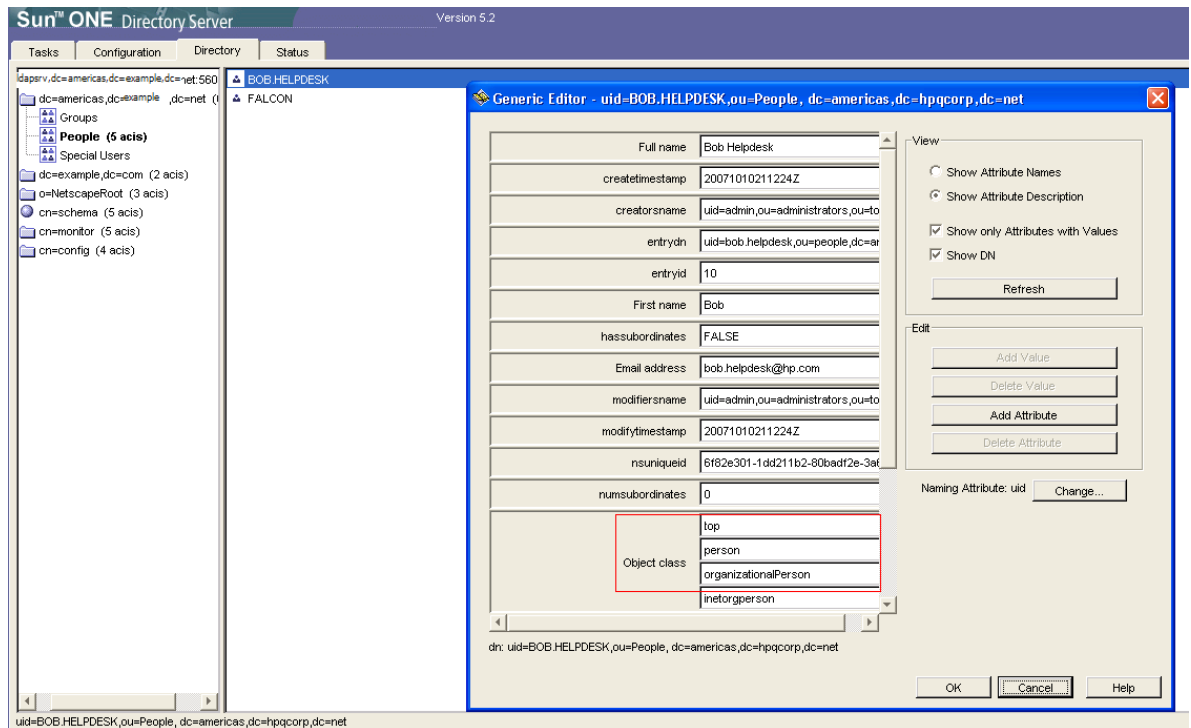 Sun™ ONE Directory Server
Version 5.2
Tasks
Configuration
Directory
Status
ldapsrv,dc=americas,dc=example,dc=net:560
dc=americas,dc=example ,dc=net (
Groups
People (5 acis)
Special Users
dc=example,dc=com (2 acis)
o=NetscapeRoot (3 acis)
cn=schema (5 acis)
cn=monitor (5 acis)
cn=config (4 acis)
BOB.HELPDESK
FALCON
Generic Editor - uid=BOB.HELPDESK,ou=People, dc=americas,dc=hpqcorp,dc=net
Full name Bob Helpdesk
createtimestamp 20071010211224Z
creatorsname uid=admin,ou=administrators,ou=to
entrydn uid=bob.helpdesk,ou=people,dc=am
entryid 10
First name Bob
hassubordinates FALSE
Email address bob.helpdesk@hp.com
modifiersname uid=admin,ou=administrators,ou=to
modifytimestamp 20071010211224Z
nsuniqueid 6f82e301-1dd211b2-80badf2e-3a6
numsubordinates 0
Object class
top
person
organizationalPerson
inetorgperson
dn: uid=BOB.HELPDESK,ou=People, dc=americas,dc=hpqcorp,dc=net
View
Show Attribute Names
Show Attribute Description
Show only Attributes with Values
Show DN
Refresh
Edit
Add Value
Delete Value
Add Attribute
Delete Attribute
Naming Attribute: uid
Change...
OK
Cancel
Help
uid=BOB.HELPDESK,ou=People, dc=americas,dc=hpqcorp,dc=net